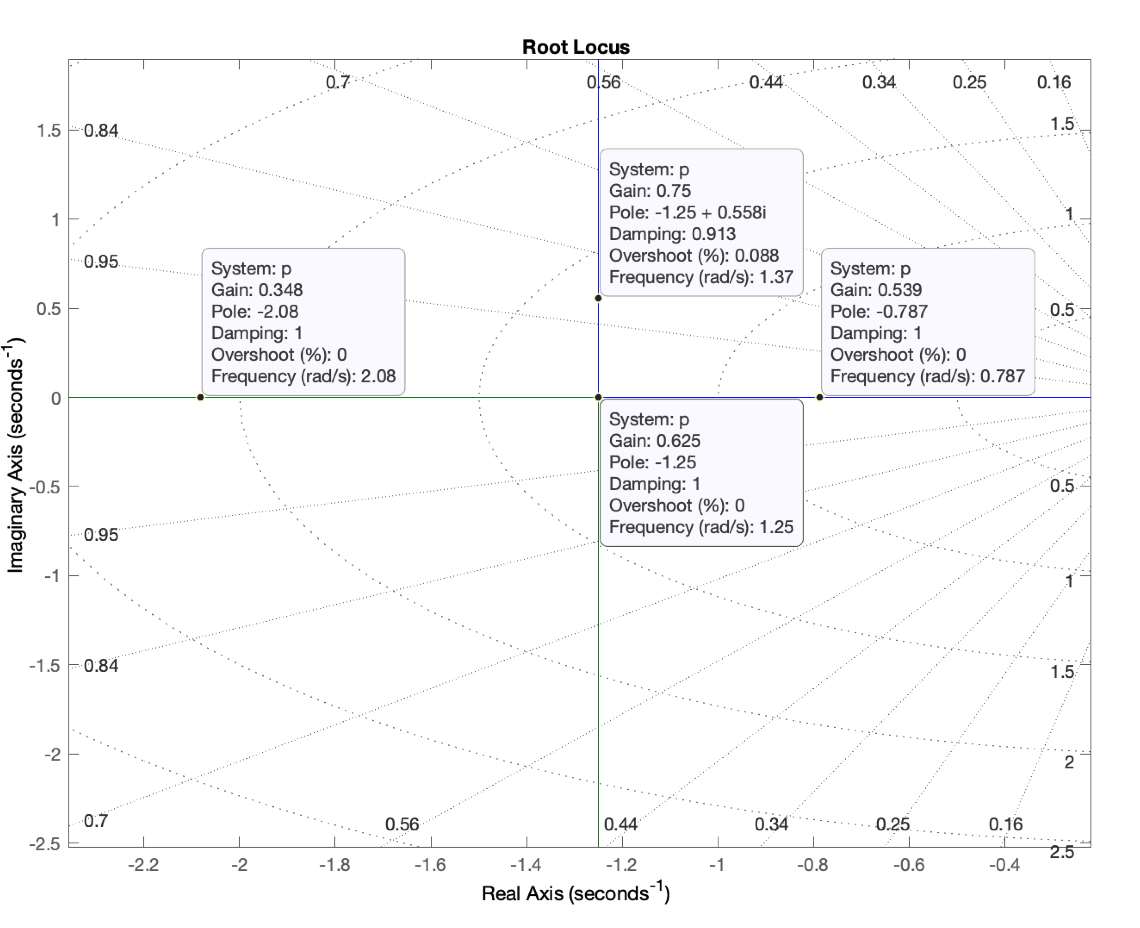 Root Locus
0.7
0.56
0.44
0.34
0.25
0.16
1.5
0.84
1.5
1
1
0.95
0.5
0.5
System: p
Gain: 0.75
Pole: -1.25 + 0.558i
Damping: 0.913
Overshoot (%): 0.088
Frequency (rad/s): 1.37
System: p
Gain: 0.348
Pole: -2.08
Damping: 1
Overshoot (%): 0
Frequency (rad/s): 2.08
System: p
Gain: 0.539
Pole: -0.787
Damping: 1
Overshoot (%): 0
Frequency (rad/s): 0.787
0
System: p
Gain: 0.625
Pole: -1.25
Damping: 1
Overshoot (%): 0
Frequency (rad/s): 1.25
-0.5
0.5
0.95
-1
1
-1.5
0.84
1.5
-2
2
0.7
0.56
0.44
0.34
0.25
0.16
-2.5
2.5
-2.2
-2
-1.8
-1.6
-1.4
-1.2
-1
-0.8
-0.6
-0.4
Imaginary Axis (seconds⁻¹)
Real Axis (seconds⁻¹)